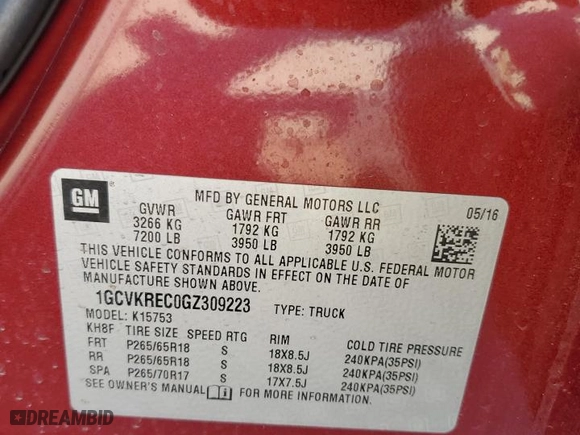 GM
MFD BY GENERAL MOTORS LLC
05/16
GVWR GAWR FRT GAWR RR
3266 KG 1792 KG 1792 KG
7200 LB 3950 LB 3950 LB
THIS VEHICLE CONFORMS TO ALL APPLICABLE U.S. FEDERAL MOTOR
VEHICLE SAFETY STANDARDS IN EFFECT ON THE DATE OF
MANUFACTURE SHOWN ABOVE.
1GCVKREC0GZ309223 TYPE: TRUCK
MODEL: K15753
KH8F TIRE SIZE SPEED RTG RIM COLD TIRE PRESSURE
FRT P265/65R18 S 18X8.5J 240KPA(35PSI)
RR P265/65R18 S 18X8.5J 240KPA(35PSI)
SPA P265/70R17 S 17X7.5J 240KPA(35PSI)
SEE OWNER'S MANUAL FOR MORE INFORMATION.
DREAMBID